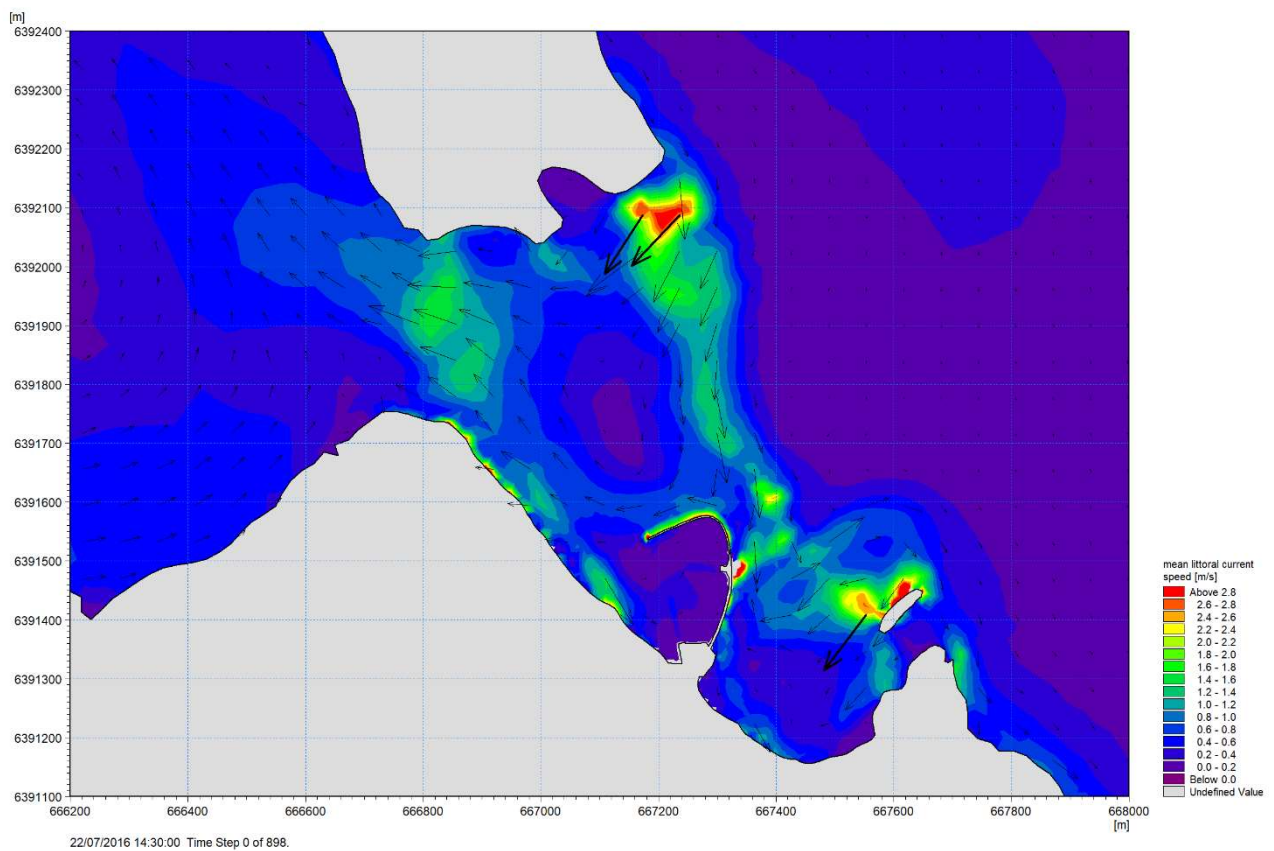 [m]
6392400
6392300
6392200
6392100
6392000
6391900
6391800
6391700
6391600
6391500
6391400
6391300
6391200
6391100
666200 666400 666600 666800 667000 667200 667400 667600 667800 668000
[m]
22/07/2016 14:30:00 Time Step 0 of 898.
mean littoral current
speed [m/s]
Above 2.8
2.6 - 2.8
2.4 - 2.6
2.2 - 2.4
2.0 - 2.2
1.8 - 2.0
1.6 - 1.8
1.4 - 1.6
1.2 - 1.4
1.0 - 1.2
0.8 - 1.0
0.6 - 0.8
0.4 - 0.6
0.2 - 0.4
0.0 - 0.2
Below 0.0
Undefined Value